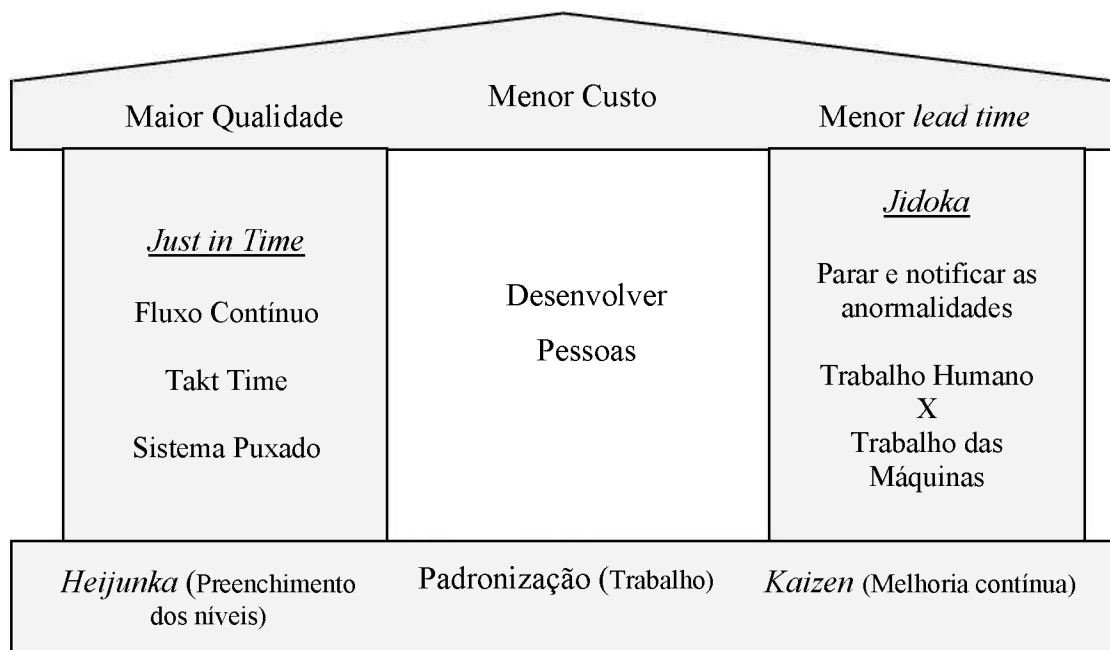 Menor Custo
Maior Qualidade
Menor lead time
Just in Time
Fluxo Contínuo
Takt Time
Sistema Puxado
Desenvolver
Pessoas
Jidoka
Parar e notificar as
anormalidades
Trabalho Humano
X
Trabalho das
Máquinas
Heijunka (Preenchimento
dos níveis)
Padronização (Trabalho)
Kaizen (Melhoria contínua)